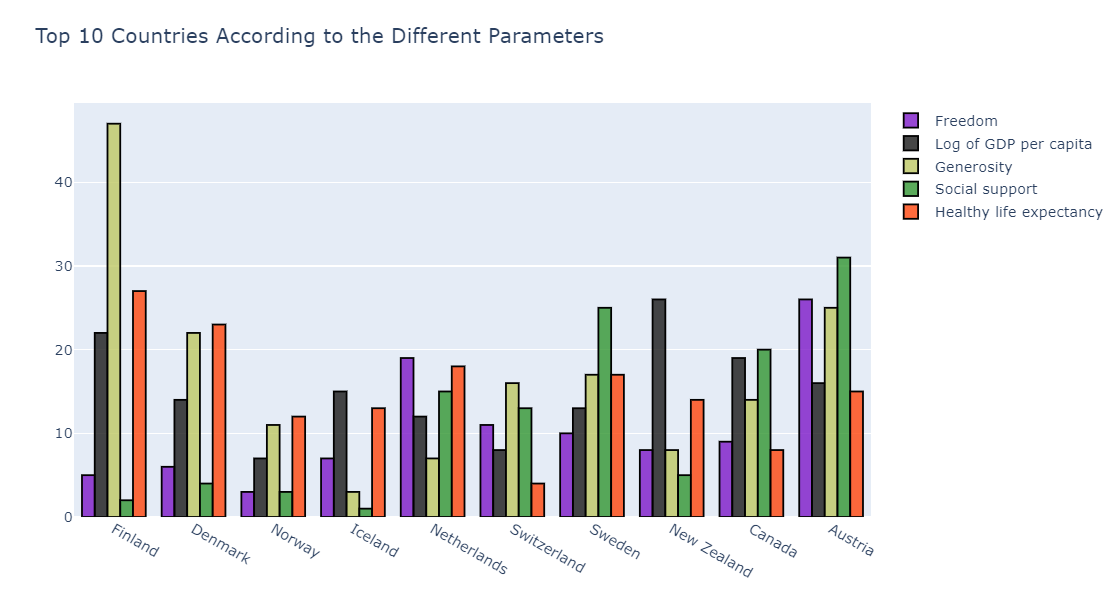 Top 10 Countries According to the Different Parameters
Freedom
Log of GDP per capita
Generosity
Social support
Healthy life expectancy
40
30
20
10
0
Finland
Denmark
Norway
Iceland
Netherlands
Switzerland
Sweden
New Zealand
Canada
Austria